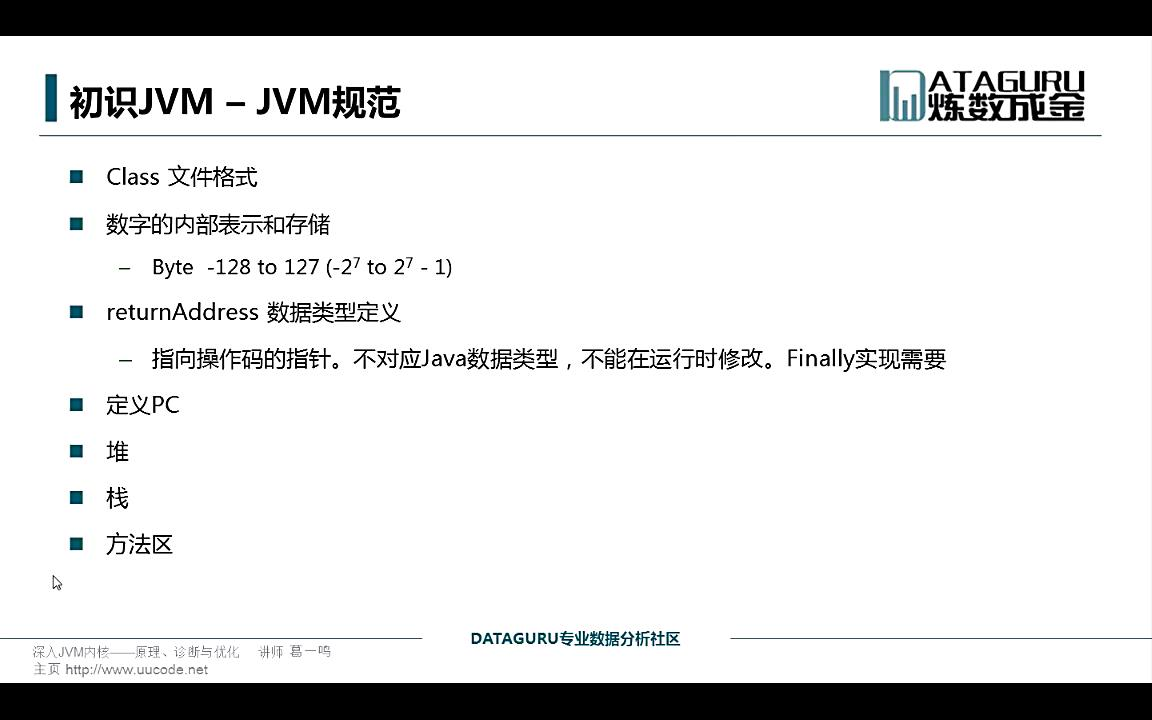 初识JVM – JVM规范
ATAGURU
炼数成金
Class 文件格式
数字的内部表示和存储
– Byte -128 to 127 (-2⁷ to 2⁷ - 1)
returnAddress 数据类型定义
– 指向操作码的指针。不对应Java数据类型，不能在运行时修改。Finally实现需要
定义PC
堆
栈
方法区
DATAGURU专业数据分析社区
深入JVM内核——原理、诊断与优化 讲师 葛一鸣
主页 http://www.uucode.net